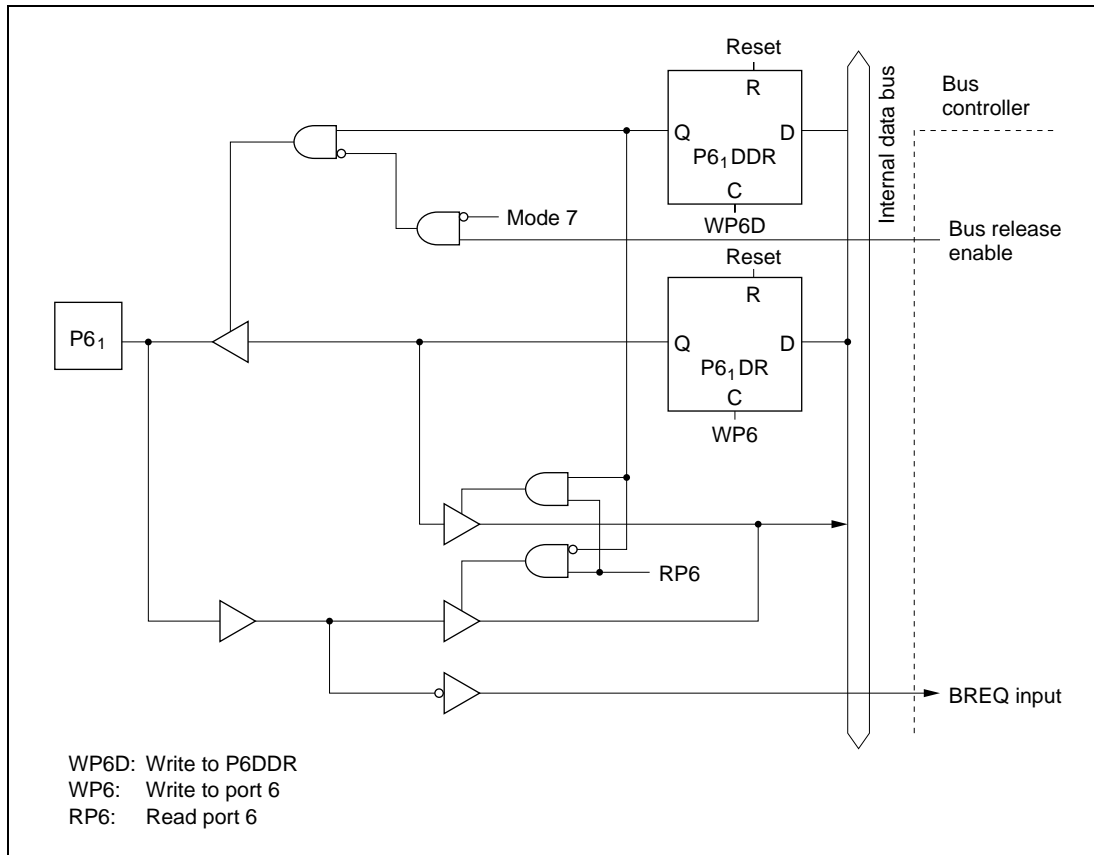 Reset
R
Q
D
P6₁DDR
C
WP6D
Internal data bus
Bus
controller
Mode 7
Bus release
enable
Reset
R
P6₁
Q
D
P6₁DR
C
WP6
RP6
BREQ input
WP6D: Write to P6DDR
WP6: Write to port 6
RP6: Read port 6